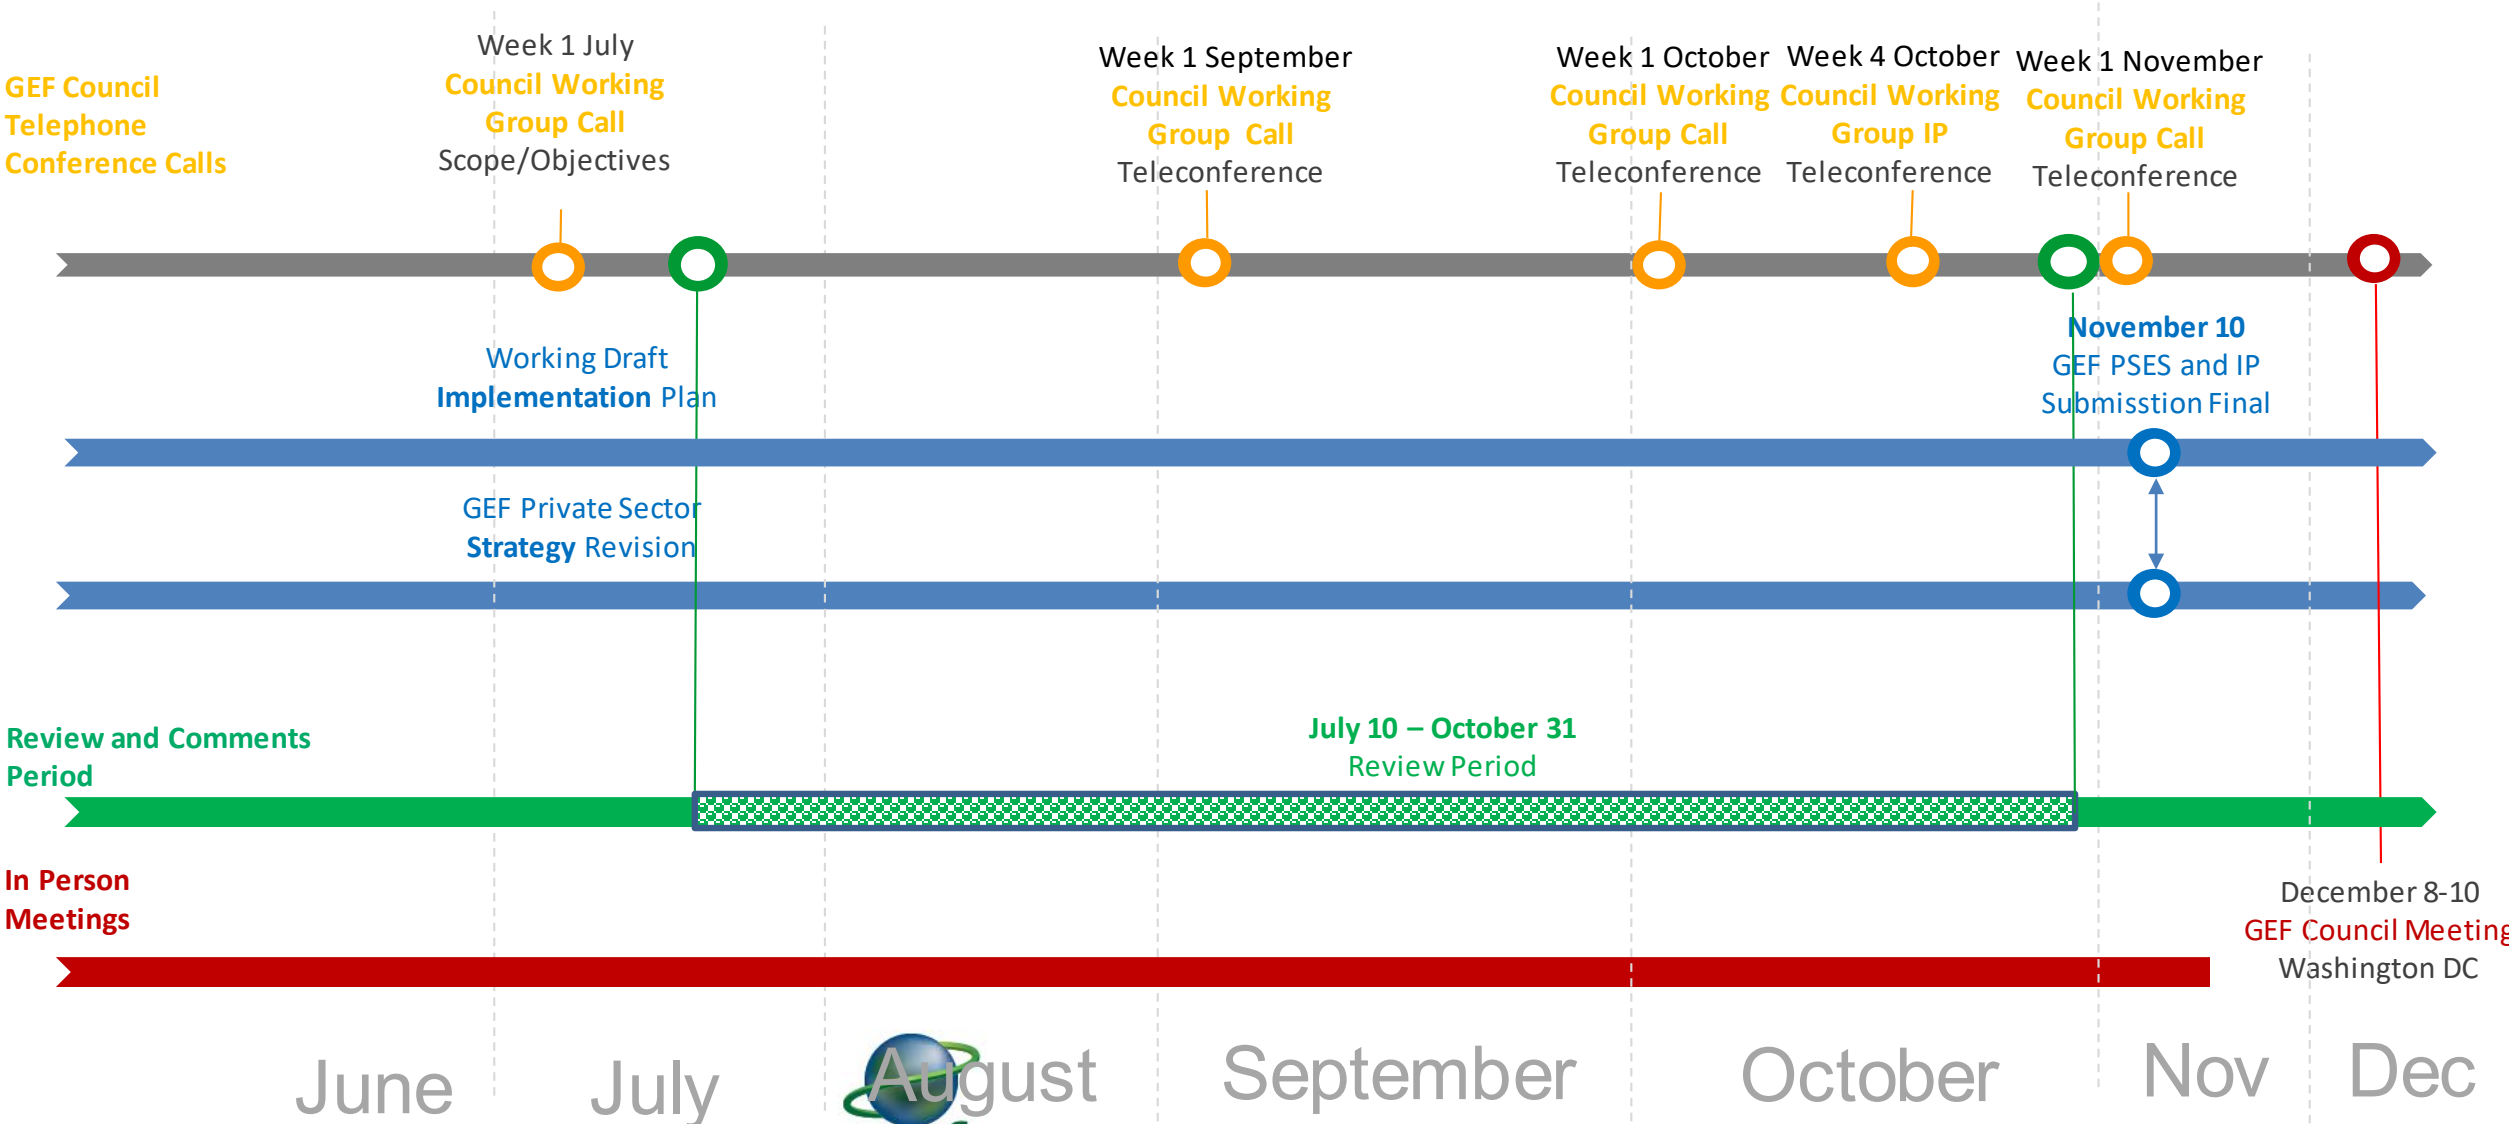 GEF Council
Telephone
Conference Calls
Week 1 July
Council Working
Group Call
Scope/Objectives
Week 1 September
Council Working
Group Call
Teleconference
Week 1 October
Council Working
Group Call
Teleconference
Week 4 October
Council Working
Group IP
Teleconference
Week 1 November
Council Working
Group Call
Teleconference
Working Draft
Implementation Plan
November 10
GEF PSES and IP
Submisstion Final
GEF Private Sector
Strategy Revision
Review and Comments
Period
July 10 – October 31
Review Period
In Person
Meetings
December 8-10
GEF Council Meeting
Washington DC
June
July
August
September
October
Nov
Dec